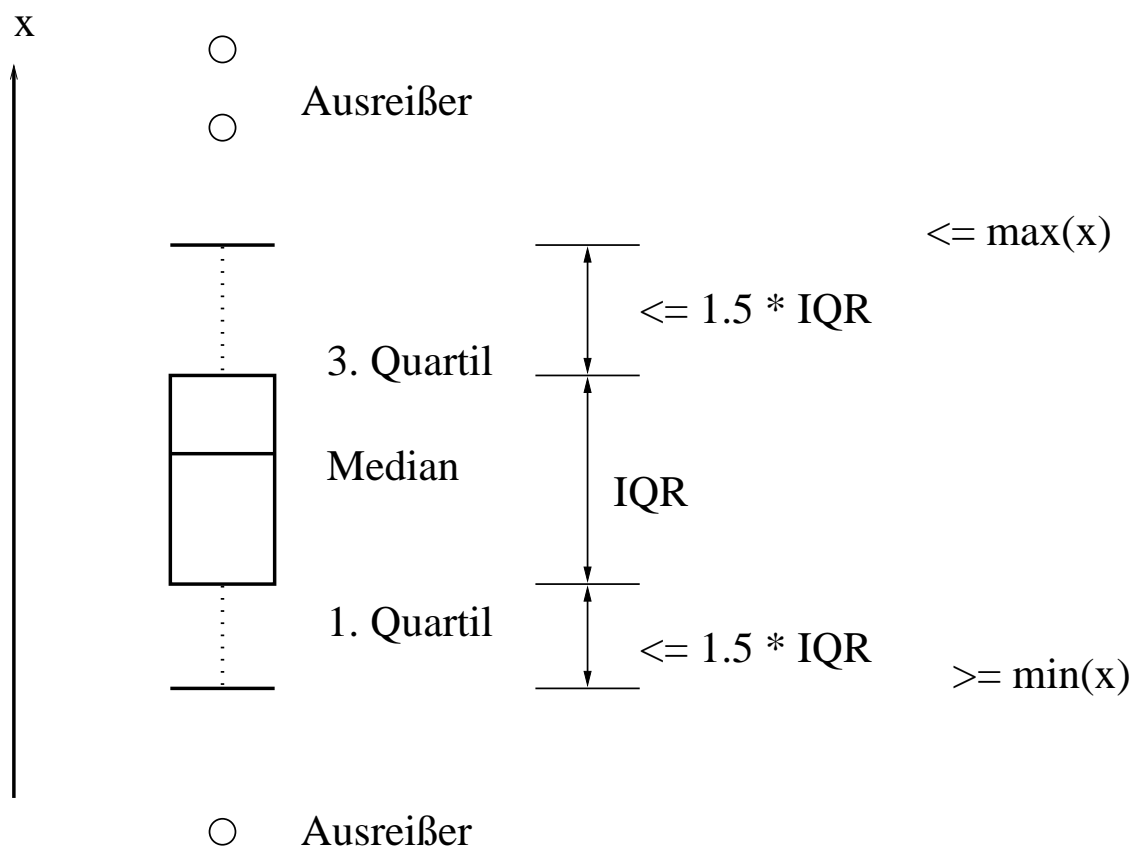 x
Ausreißer
<= max(x)
<= 1.5 * IQR
3. Quartil
Median
IQR
1. Quartil
<= 1.5 * IQR
>= min(x)
Ausreißer